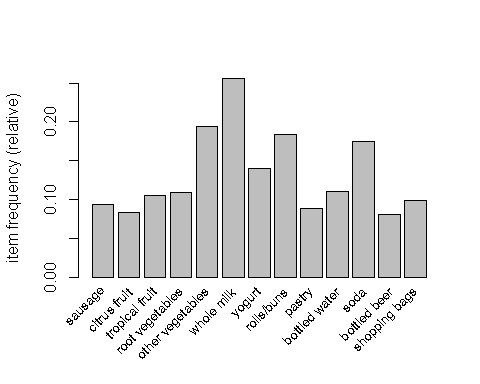 item frequency (relative)
0.20
0.10
0.00
sausage
citrus fruit
tropical fruit
root vegetables
other vegetables
whole milk
yogurt
rolls/buns
pastry
bottled water
soda
bottled beer
shopping bags